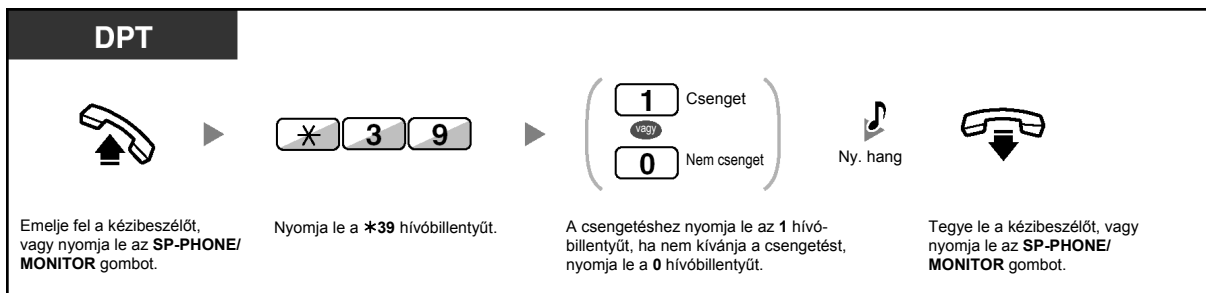 DPT
✱ 3 9
1 Csenget
vagy
0 Nem csenget
Ny. hang
Emelje fel a kézibeszélőt,
vagy nyomja le az SP-PHONE/
MONITOR gombot.
Nyomja le a ✱39 hívóbillentyűt.
A csengetéshez nyomja le az 1 hívó-
billentyűt, ha nem kívánja a csengetést,
nyomja le a 0 hívóbillentyűt.
Tegye le a kézibeszélőt, vagy
nyomja le az SP-PHONE/
MONITOR gombot.